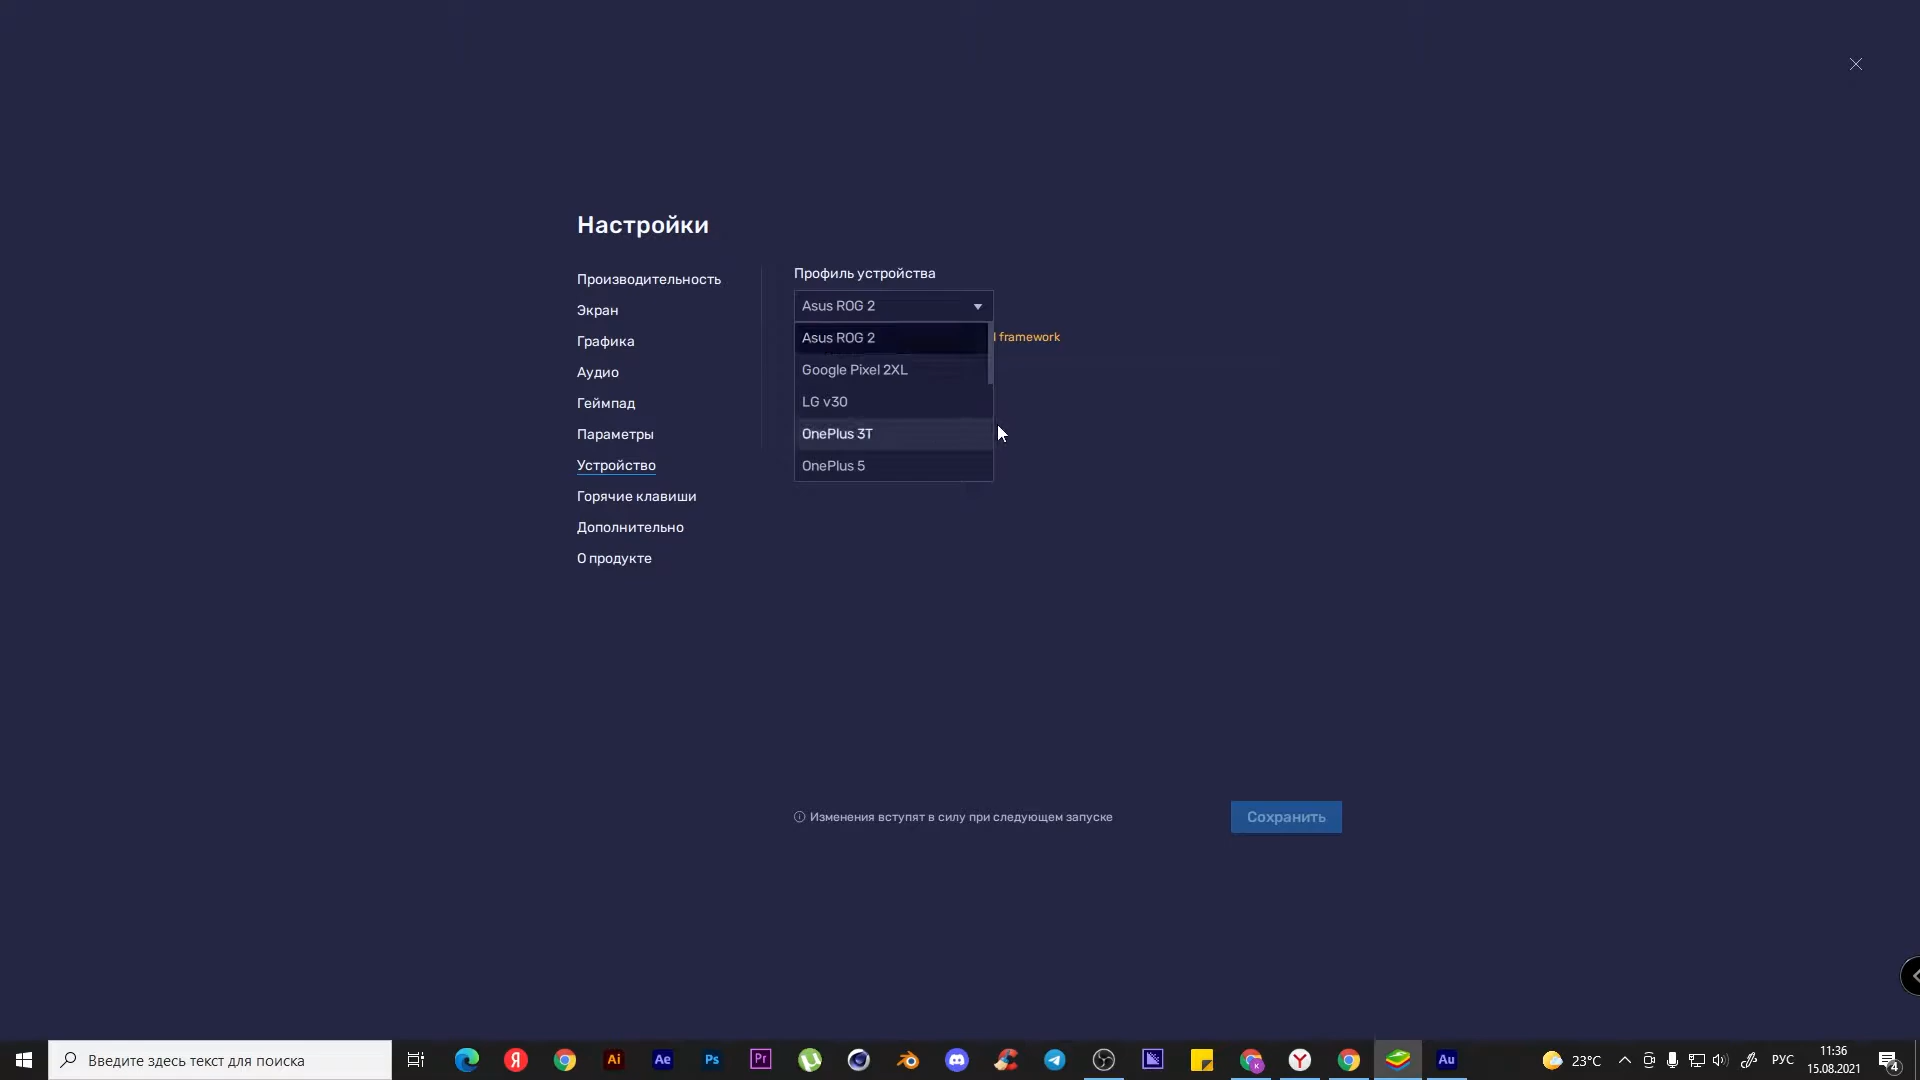 Настройки
Производительность
Экран
Графика
Аудио
Геймпад
Параметры
Устройство
Горячие клавиши
Дополнительно
О продукте
Профиль устройства
Asus ROG 2
Asus ROG 2
framework
Google Pixel 2XL
LG v30
OnePlus 3T
OnePlus 5
Изменения вступят в силу при следующем запуске
Сохранить
Введите здесь текст для поиска
Я
Ai
Ae
Ps
Pr
к
Y
Au
23°C
РУС
11:36
15.08.2021
4